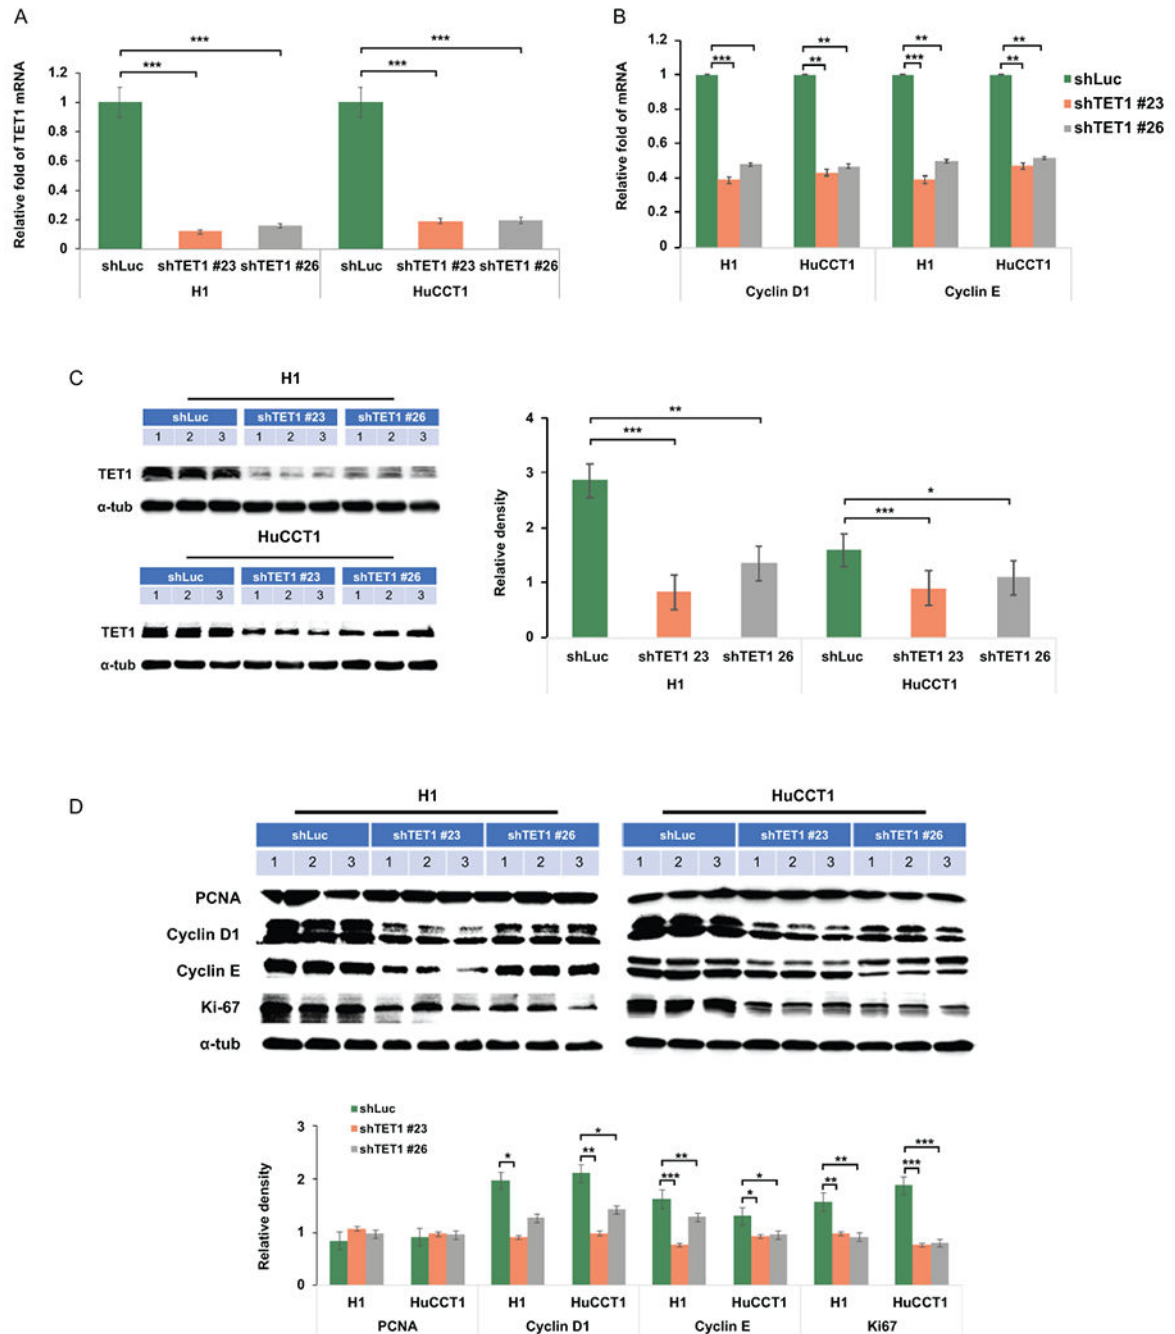 A
***
***
1.2
1
0.8
0.6
0.4
0.2
0
Relative fold of TET1 mRNA
shLuc shTET1 #23 shTET1 #26
H1
***
***
shLuc shTET1 #23 shTET1 #26
HuCCT1
B
1.2
1
0.8
0.6
0.4
0.2
0
Relative fold of mRNA
***
** **
** ***
** **
H1 HuCCT1 H1 HuCCT1
Cyclin D1 Cyclin E
shLuc
shTET1 #23
shTET1 #26
C
H1
shLuc shTET1 #23 shTET1 #26
1 2 3 1 2 3 1 2 3
TET1
α-tub
HuCCT1
shLuc shTET1 #23 shTET1 #26
1 2 3 1 2 3 1 2 3
TET1
α-tub
4
3
2
1
0
Relative density
**
***
*
***
shLuc shTET1 23 shTET1 26 shLuc shTET1 23 shTET1 26
H1 HuCCT1
D
H1
shLuc shTET1 #23 shTET1 #26
1 2 3 1 2 3 1 2 3
HuCCT1
shLuc shTET1 #23 shTET1 #26
1 2 3 1 2 3 1 2 3
PCNA
Cyclin D1
Cyclin E
Ki-67
α-tub
shLuc
shTET1 #23
shTET1 #26
3
2
1
0
Relative density
*
* **
** ***
* *
** **
*** ***
H1 HuCCT1 H1 HuCCT1 H1 HuCCT1 H1 HuCCT1
PCNA Cyclin D1 Cyclin E Ki67